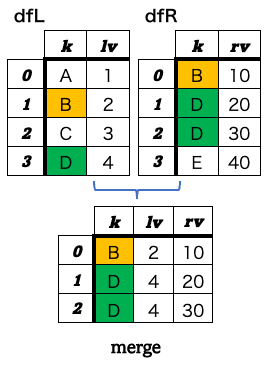 dfL dfR
k lv k rv
0 A 1 0 B 10
1 B 2 1 D 20
2 C 3 2 D 30
3 D 4 3 E 40
k lv rv
0 B 2 10
1 D 4 20
2 D 4 30
merge